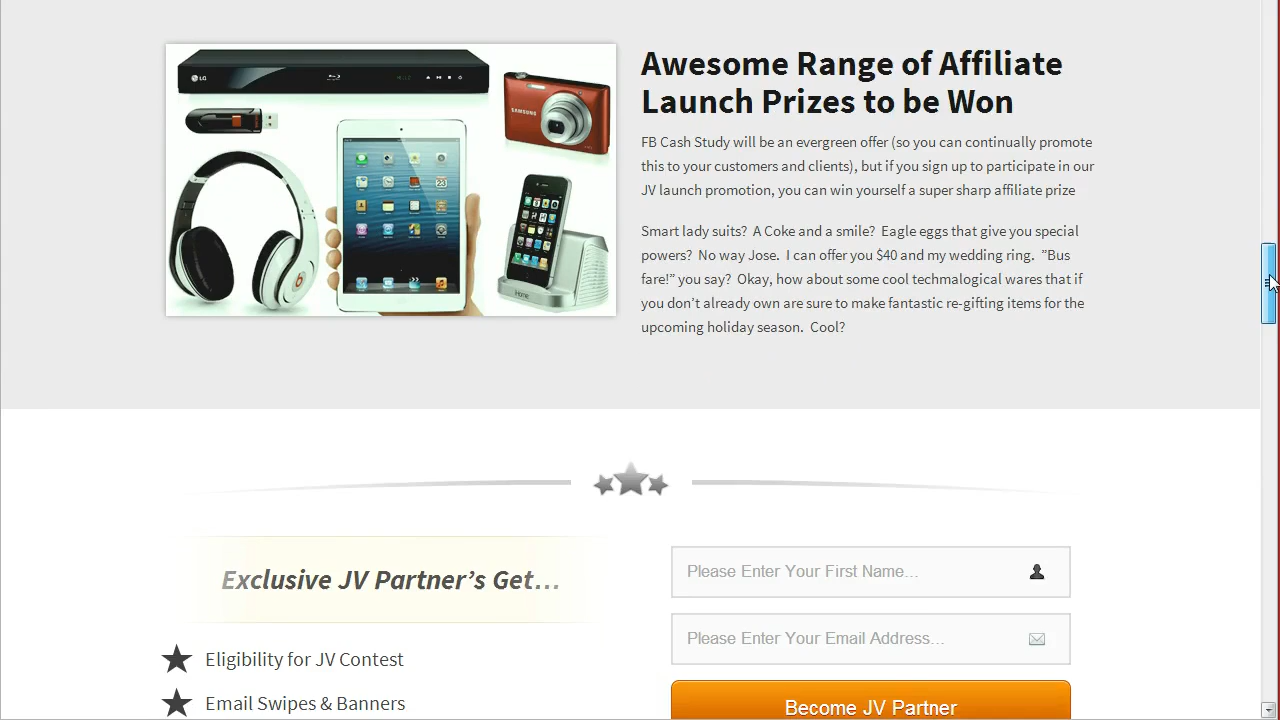 LG
SAMSUNG
iHome
Awesome Range of Affiliate
Launch Prizes to be Won
FB Cash Study will be an evergreen offer (so you can continually promote
this to your customers and clients), but if you sign up to participate in our
JV launch promotion, you can win yourself a super sharp affiliate prize
Smart lady suits?  A Coke and a smile?  Eagle eggs that give you special
powers?  No way Jose.  I can offer you $40 and my wedding ring.  ”Bus
fare!” you say?  Okay, how about some cool techmalogical wares that if
you don’t already own are sure to make fantastic re-gifting items for the
upcoming holiday season.  Cool?
Exclusive JV Partner’s Get…
Eligibility for JV Contest
Email Swipes & Banners
Please Enter Your First Name...
Please Enter Your Email Address...
Become JV Partner